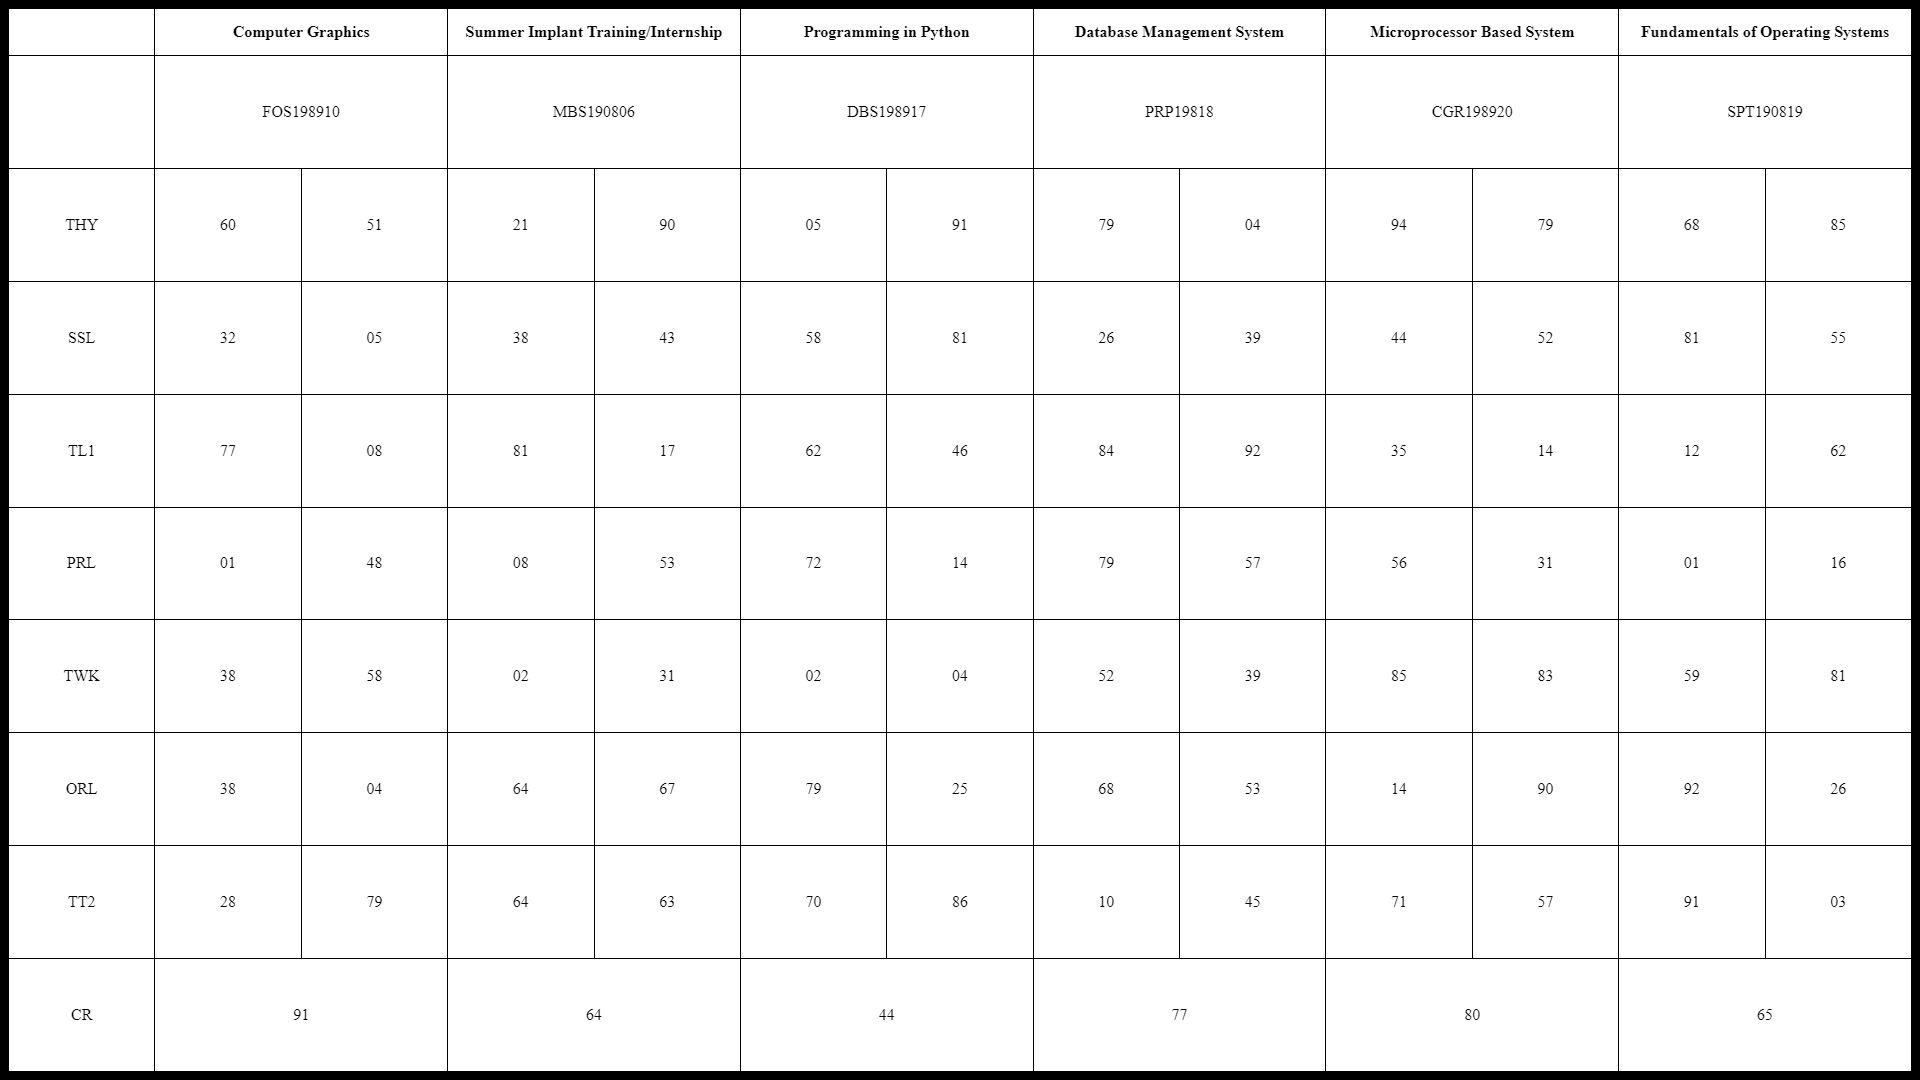 Computer Graphics Summer Implant Training/Internship Programming in Python Database Management System Microprocessor Based System Fundamentals of Operating Systems
FOS198910 MBS190806 DBS198917 PRP19818 CGR198920 SPT190819
THY 60 51 21 90 05 91 79 04 94 79 68 85
SSL 32 05 38 43 58 81 26 39 44 52 81 55
TL1 77 08 81 17 62 46 84 92 35 14 12 62
PRL 01 48 08 53 72 14 79 57 56 31 01 16
TWK 38 58 02 31 02 04 52 39 85 83 59 81
ORL 38 04 64 67 79 25 68 53 14 90 92 26
TT2 28 79 64 63 70 86 10 45 71 57 91 03
CR 91 64 44 77 80 65